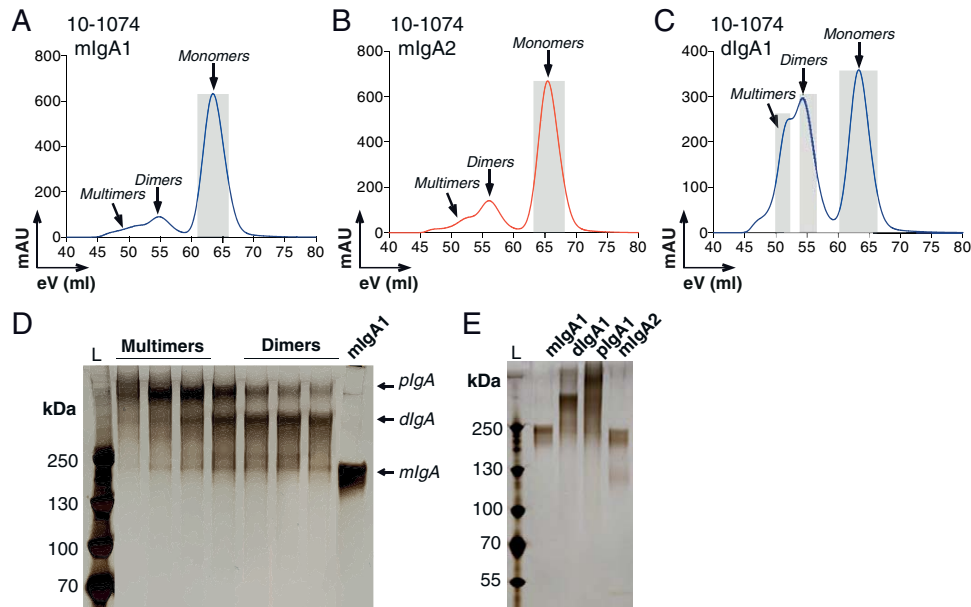 A
10-1074
mIgA1
800
600
400
200
0
Monomers
Dimers
Multimers
40 45 50 55 60 65 70 75 80
mAU
eV (ml)
B
10-1074
mIgA2
800
600
400
200
0
Monomers
Dimers
Multimers
40 45 50 55 60 65 70 75 80
mAU
eV (ml)
C
10-1074
dIgA1
400
300
200
100
0
Monomers
Dimers
Multimers
40 45 50 55 60 65 70 75 80
mAU
eV (ml)
D
L Multimers Dimers mIgA1
kDa
250
130
100
70
pIgA
dIgA
mIgA
E
L mIgA1 dIgA1 pIgA1 mIgA2
kDa
250
130
100
70
55